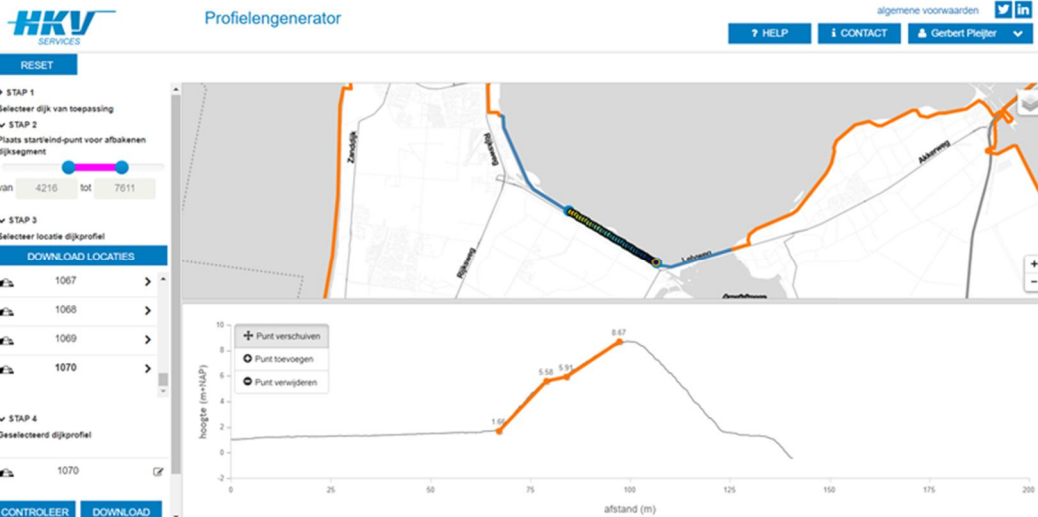 HKV
SERVICES
Profielengenerator
algemene voorwaarden
? HELP
i CONTACT
Gerbert Pleijter
RESET
STAP 1
Selecteer dijk van toepassing
STAP 2
Plaats start/eind-punt voor afbakenen
dijksegment
van 4216 tot 7611
STAP 3
Selecteer locatie dijkprofiel
DOWNLOAD LOCATIES
1067
1068
1069
1070
STAP 4
Geselecteerd dijkprofiel
1070
CONTROLEER
DOWNLOAD
Zanddijk
Rijksweg
Rijksweg
Akkerweg
+
−
Punt verschuiven
Punt toevoegen
Punt verwijderen
hoogte (m+NAP)
10
8
6
4
2
0
-2
1.66
5.58
5.91
8.67
0
25
50
75
100
125
150
175
200
afstand (m)